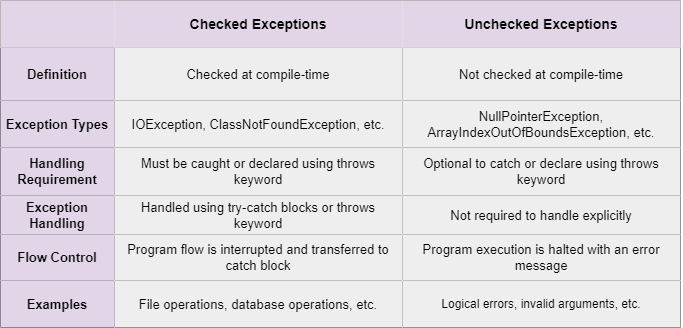 Checked Exceptions
Unchecked Exceptions
Definition
Checked at compile-time
Not checked at compile-time
Exception Types
IOException, ClassNotFoundException, etc.
NullPointerException,
ArrayIndexOutOfBoundsException, etc.
Handling
Requirement
Must be caught or declared using throws
keyword
Optional to catch or declare using throws
keyword
Exception
Handling
Handled using try-catch blocks or throws
keyword
Not required to handle explicitly
Flow Control
Program flow is interrupted and transferred to
catch block
Program execution is halted with an error
message
Examples
File operations, database operations, etc.
Logical errors, invalid arguments, etc.